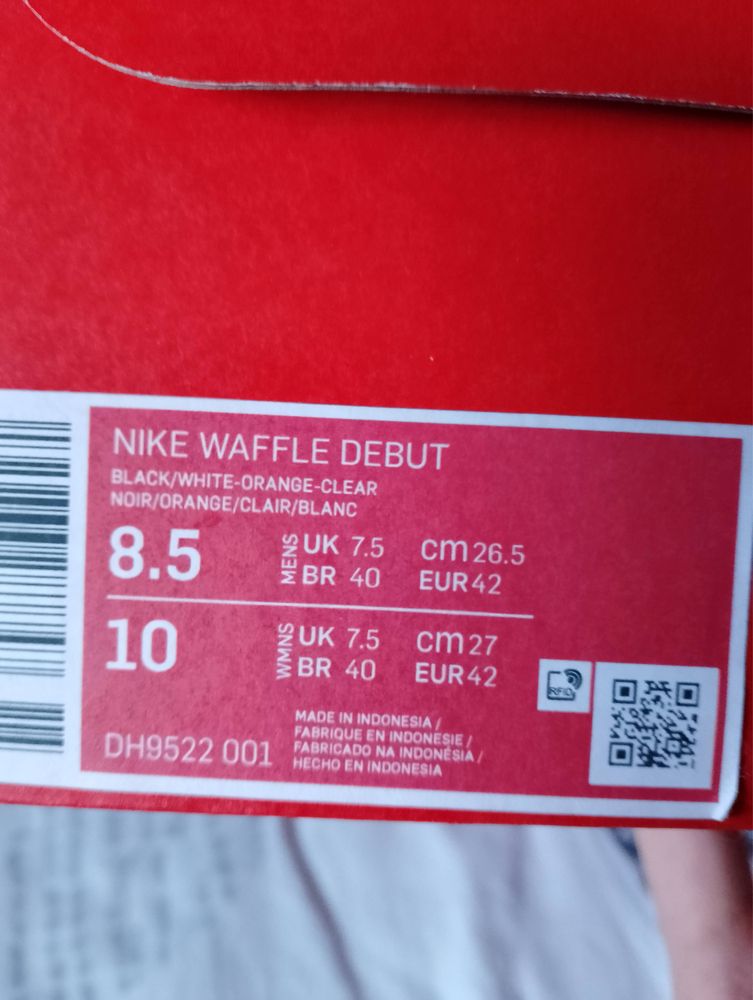 NIKE WAFFLE DEBUT
BLACK/WHITE-ORANGE-CLEAR
NOIR/ORANGE/CLAIR/BLANC
8.5 MENS UK 7.5 cm 26.5
BR 40 EUR 42
10 WMNS UK 7.5 cm 27
BR 40 EUR 42
RFID
DH9522 001
MADE IN INDONESIA /
FABRIQUE EN INDONESIE /
FABRICADO NA INDONÉSIA /
HECHO EN INDONESIA